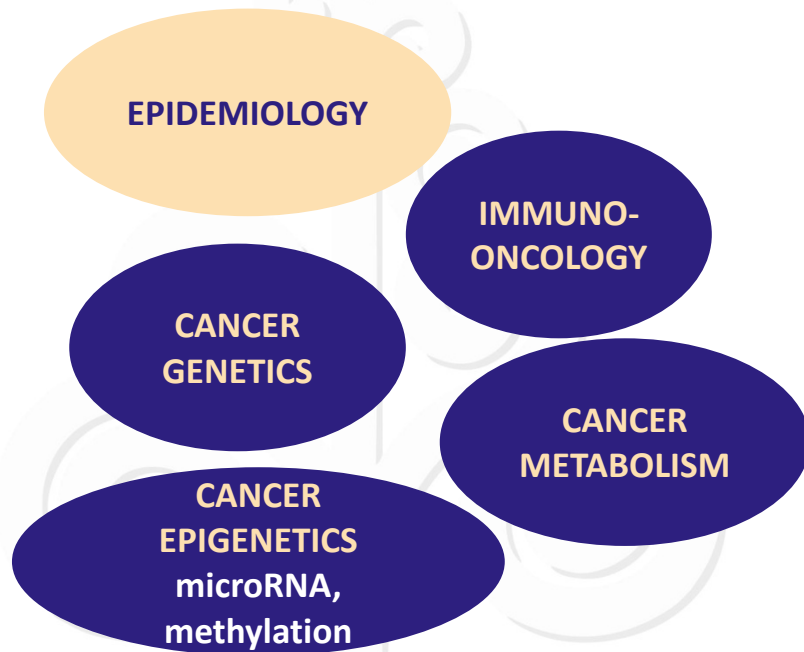 EPIDEMIOLOGY
IMMUNO-
ONCOLOGY
CANCER
GENETICS
CANCER
METABOLISM
CANCER
EPIGENETICS
microRNA,
methylation